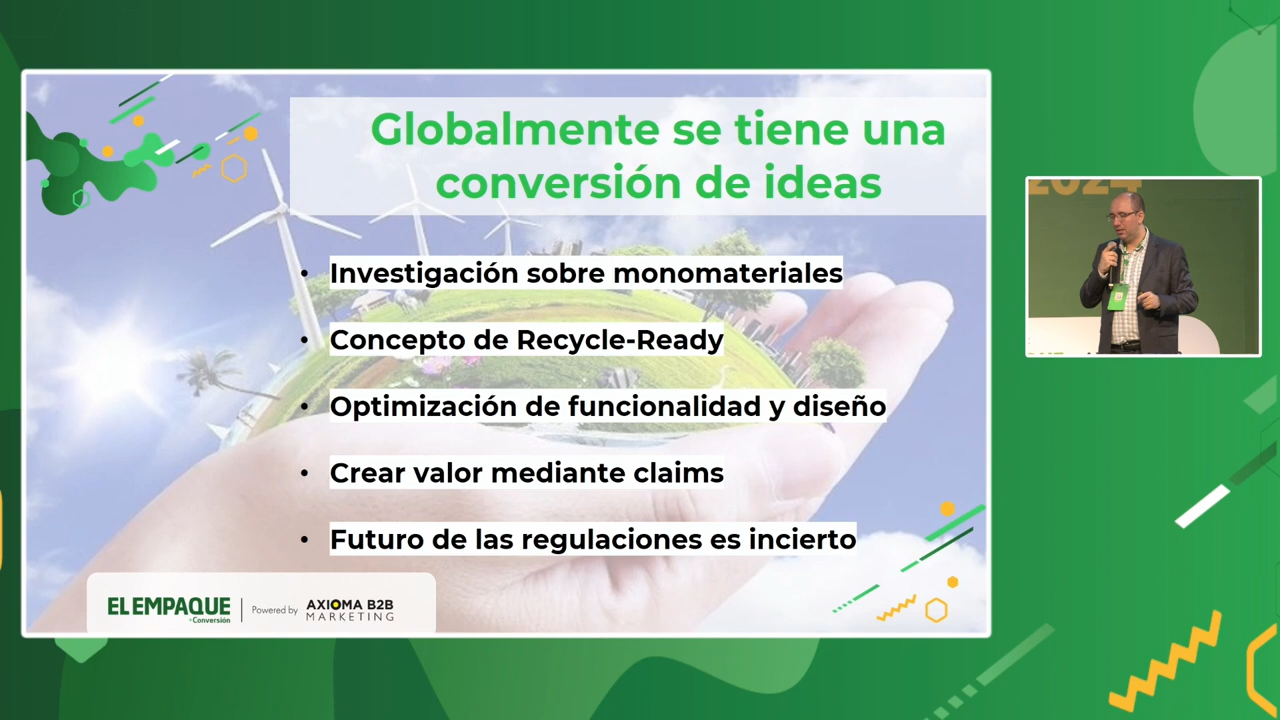 Globalmente se tiene una
conversión de ideas
• Investigación sobre monomateriales
• Concepto de Recycle-Ready
• Optimización de funcionalidad y diseño
• Crear valor mediante claims
• Futuro de las regulaciones es incierto
EL EMPAQUE
+Conversión
Powered by
AXIOMA B2B
MARKETING
2024